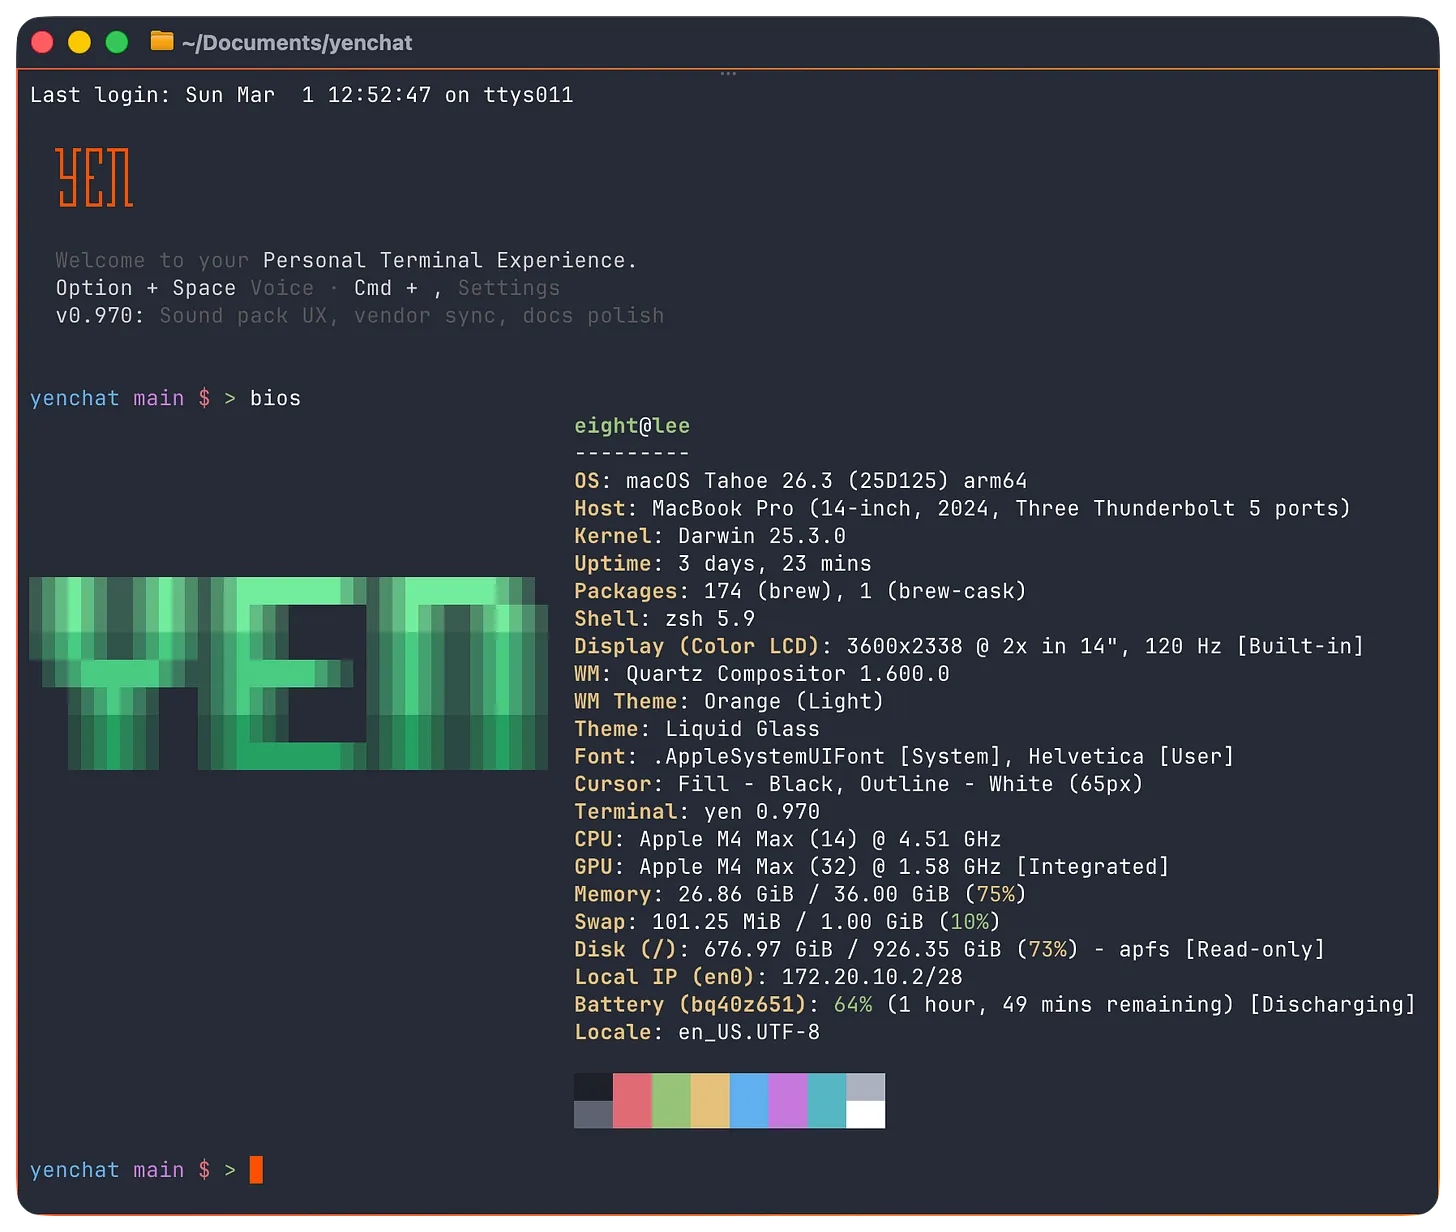 ~/Documents/yenchat
Last login: Sun Mar  1 12:52:47 on ttys011
YEN
Welcome to your Personal Terminal Experience.
Option + Space Voice · Cmd + , Settings
v0.970: Sound pack UX, vendor sync, docs polish
yenchat main $ > bios
eight@lee
---------
OS: macOS Tahoe 26.3 (25D125) arm64
Host: MacBook Pro (14-inch, 2024, Three Thunderbolt 5 ports)
Kernel: Darwin 25.3.0
Uptime: 3 days, 23 mins
Packages: 174 (brew), 1 (brew-cask)
Shell: zsh 5.9
Display (Color LCD): 3600x2338 @ 2x in 14", 120 Hz [Built-in]
WM: Quartz Compositor 1.600.0
WM Theme: Orange (Light)
Theme: Liquid Glass
Font: .AppleSystemUIFont [System], Helvetica [User]
Cursor: Fill - Black, Outline - White (65px)
Terminal: yen 0.970
CPU: Apple M4 Max (14) @ 4.51 GHz
GPU: Apple M4 Max (32) @ 1.58 GHz [Integrated]
Memory: 26.86 GiB / 36.00 GiB (75%)
Swap: 101.25 MiB / 1.00 GiB (10%)
Disk (/): 676.97 GiB / 926.35 GiB (73%) - apfs [Read-only]
Local IP (en0): 172.20.10.2/28
Battery (bq40z651): 64% (1 hour, 49 mins remaining) [Discharging]
Locale: en_US.UTF-8
YEN
yenchat main $ >